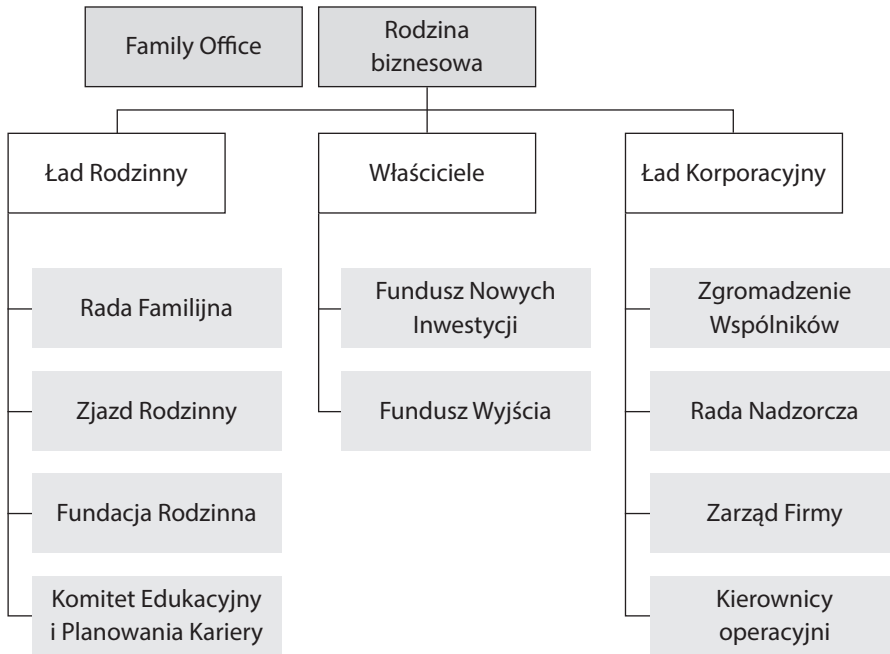 Family Office
Rodzina
biznesowa
Ład Rodzinny
Właściciele
Ład Korporacyjny
Rada Familijna
Zjazd Rodzinny
Fundacja Rodzinna
Komitet Edukacyjny
i Planowania Kariery
Fundusz Nowych
Inwestycji
Fundusz Wyjścia
Zgromadzenie
Wspólników
Rada Nadzorcza
Zarząd Firmy
Kierownicy
operacyjni